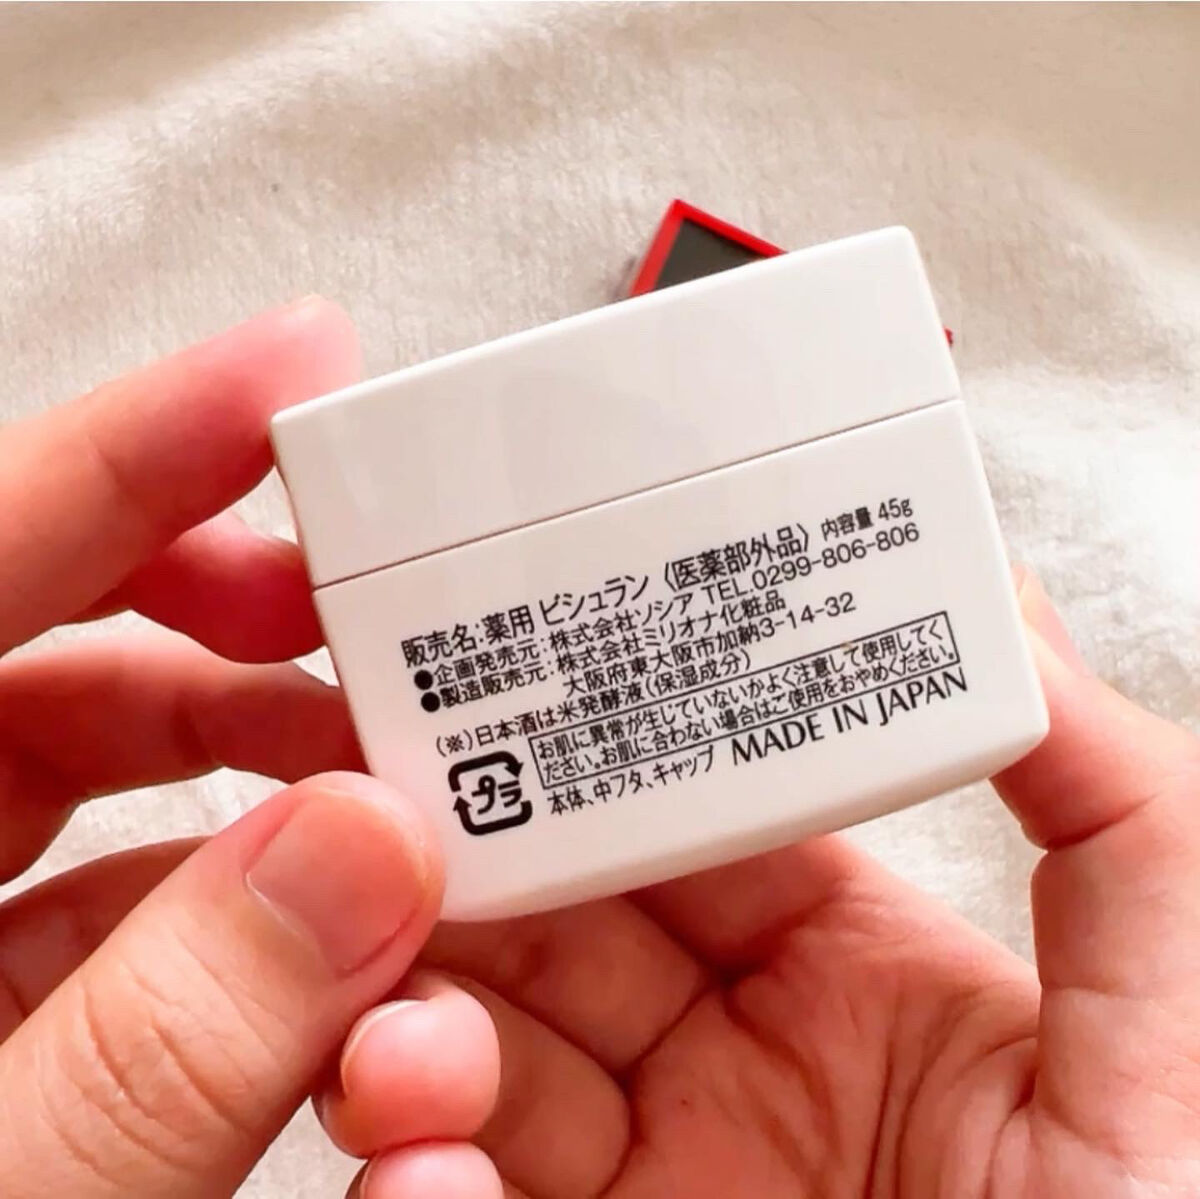 販売名:薬用 ビシュラン〈医薬部外品〉 内容量 45g
●企画発売元:株式会社ソシア TEL.0299-806-806
●製造販売元:株式会社ミリオナ化粧品
大阪府東大阪市加納3-14-32
(※)日本酒は米発酵液(保湿成分)
お肌に異常が生じていないかよく注意して使用してく
ださい。お肌に合わない場合はご使用をおやめください。
プラ
本体、中フタ、キャップ MADE IN JAPAN